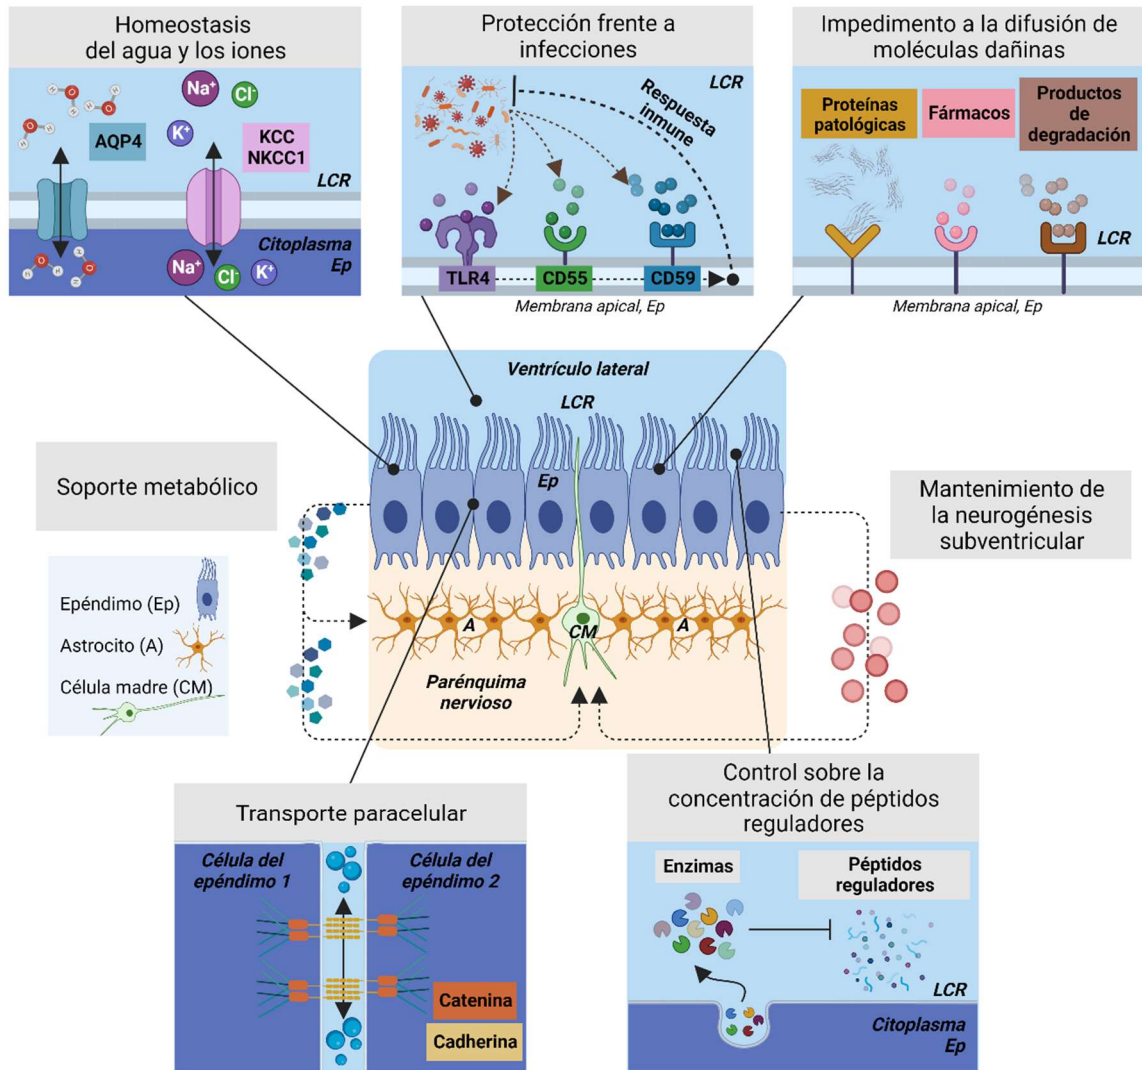 Homeostasis
del agua y los iones
H
O
H
H
O
H
H
O
H
Na⁺
Cl⁻
K⁺
AQP4
KCC
NKCC1
LCR
Citoplasma
Ep
H
O
H
H
O
H
H
O
H
Na⁺
Cl⁻
K⁺
Protección frente a
infecciones
LCR
Respuesta
inmune
TLR4
CD55
CD59
Membrana apical, Ep
Impedimento a la difusión de
moléculas dañinas
Proteínas
patológicas
Fármacos
Productos
de
degradación
LCR
Membrana apical, Ep
Ventrículo lateral
LCR
Ep
A
CM
A
Parénquima
nervioso
Soporte metabólico
Epéndimo (Ep)
Astrocito (A)
Célula madre (CM)
Mantenimiento de
la neurogénesis
subventricular
Transporte paracelular
Célula del
epéndimo 1
Célula del
epéndimo 2
Catenina
Cadherina
Control sobre la
concentración de péptidos
reguladores
Enzimas
Péptidos
reguladores
LCR
Citoplasma
Ep